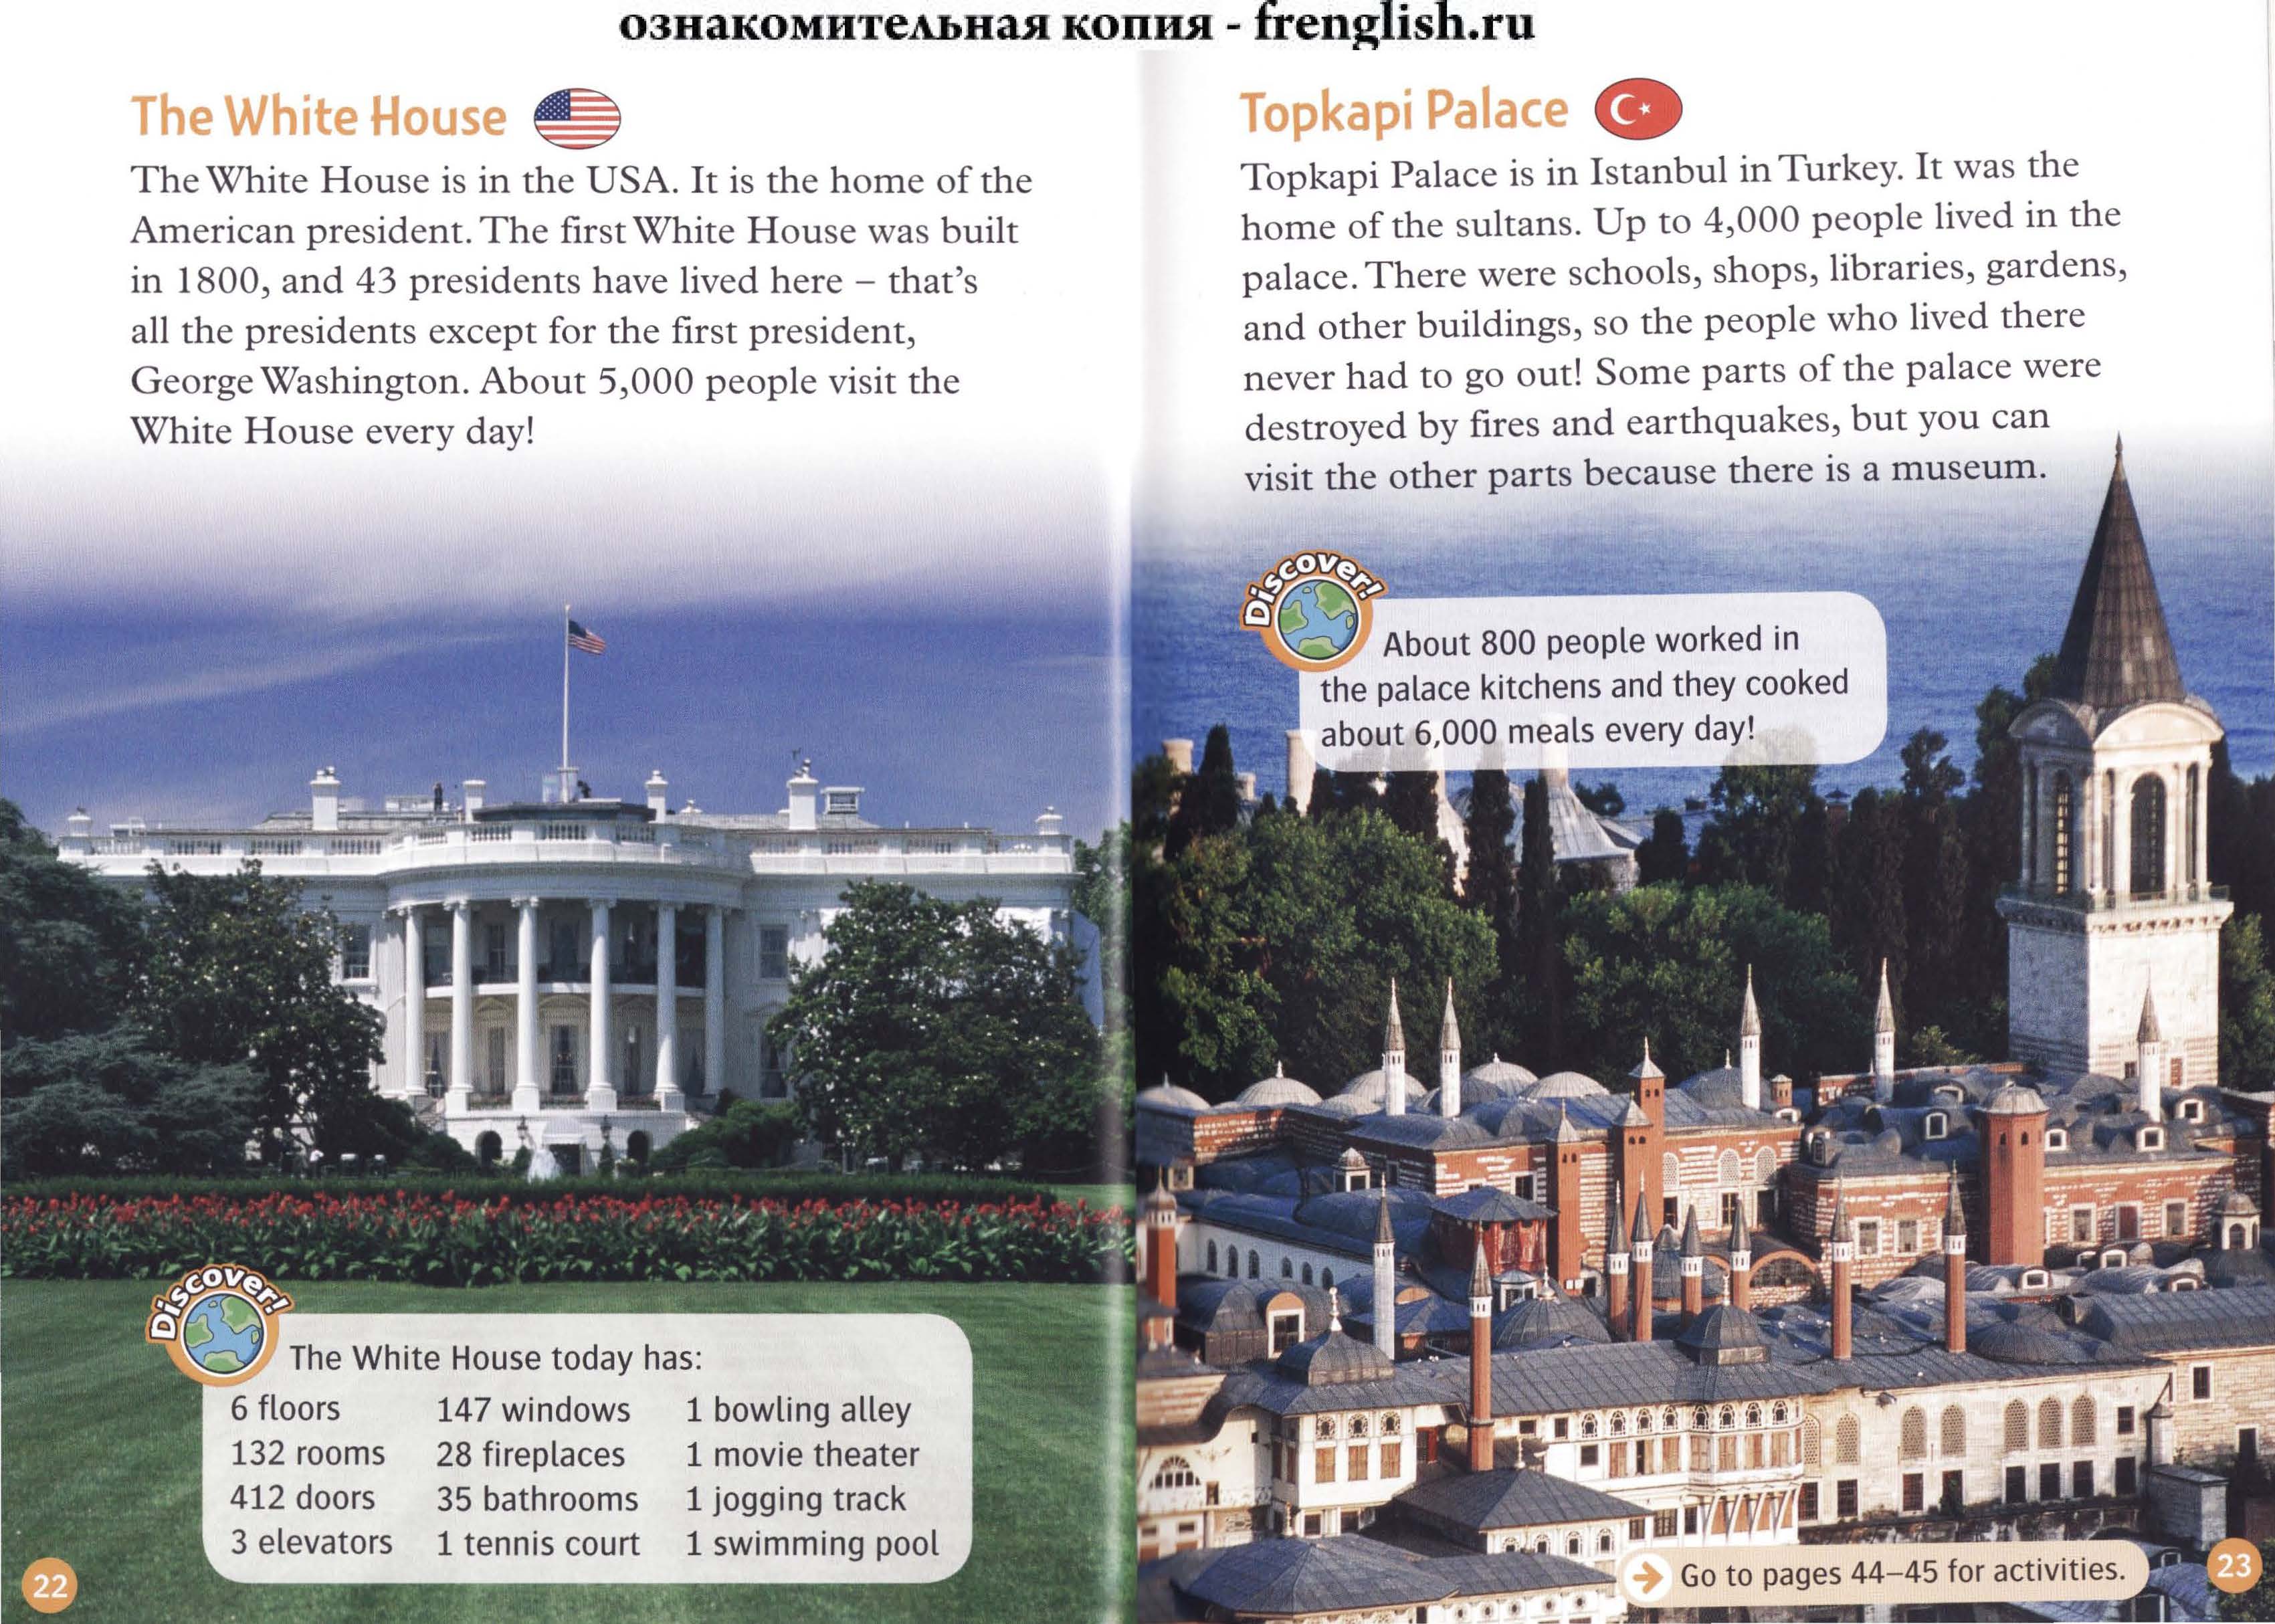 ознакомительная копия - frenglish.ru
The White House
The White House is in the USA. It is the home of the
American president. The first White House was built
in 1800, and 43 presidents have lived here – that's
all the presidents except for the first president,
George Washington. About 5,000 people visit the
White House every day!
Discover!
The White House today has:
6 floors 147 windows 1 bowling alley
132 rooms 28 fireplaces 1 movie theater
412 doors 35 bathrooms 1 jogging track
3 elevators 1 tennis court 1 swimming pool
22
Topkapi Palace
Topkapi Palace is in Istanbul in Turkey. It was the
home of the sultans. Up to 4,000 people lived in the
palace. There were schools, shops, libraries, gardens,
and other buildings, so the people who lived there
never had to go out! Some parts of the palace were
destroyed by fires and earthquakes, but you can
visit the other parts because there is a museum.
Discover!
About 800 people worked in
the palace kitchens and they cooked
about 6,000 meals every day!
Go to pages 44–45 for activities.
23